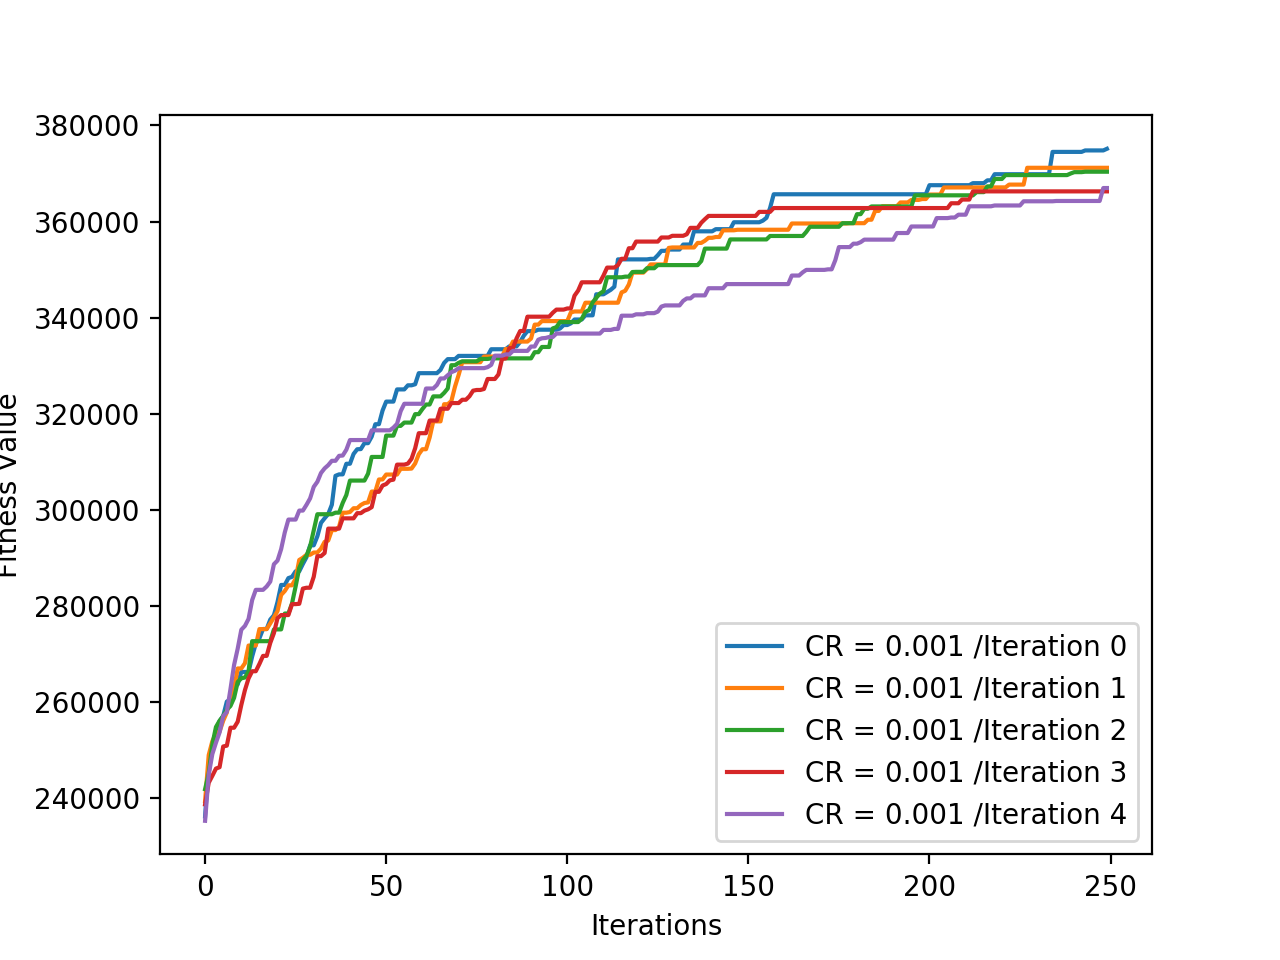 380000
360000
340000
320000
300000
280000
260000
240000
Fitness Value
0 50 100 150 200 250
Iterations
CR = 0.001 /Iteration 0
CR = 0.001 /Iteration 1
CR = 0.001 /Iteration 2
CR = 0.001 /Iteration 3
CR = 0.001 /Iteration 4